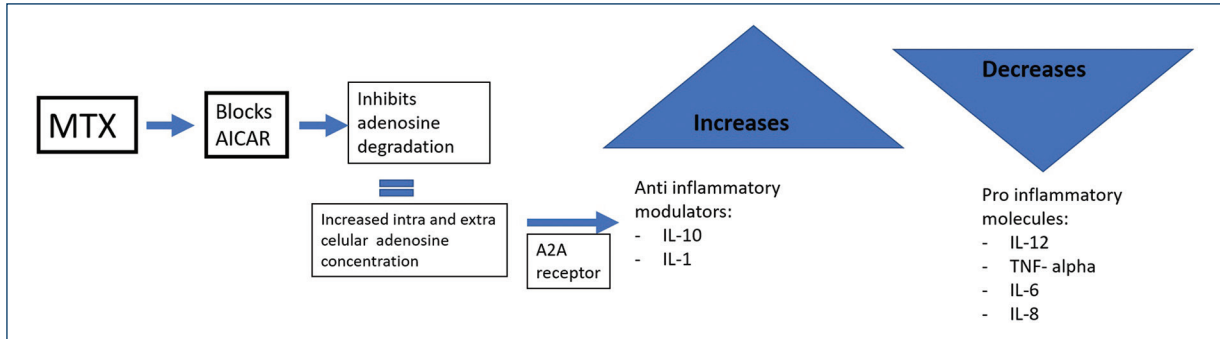 MTX
Blocks
AICAR
Inhibits
adenosine
degradation
Increased intra and extra
celular adenosine
concentration
A2A
receptor
Increases
Anti inflammatory
modulators:
- IL-10
- IL-1
Decreases
Pro inflammatory
molecules:
- IL-12
- TNF- alpha
- IL-6
- IL-8